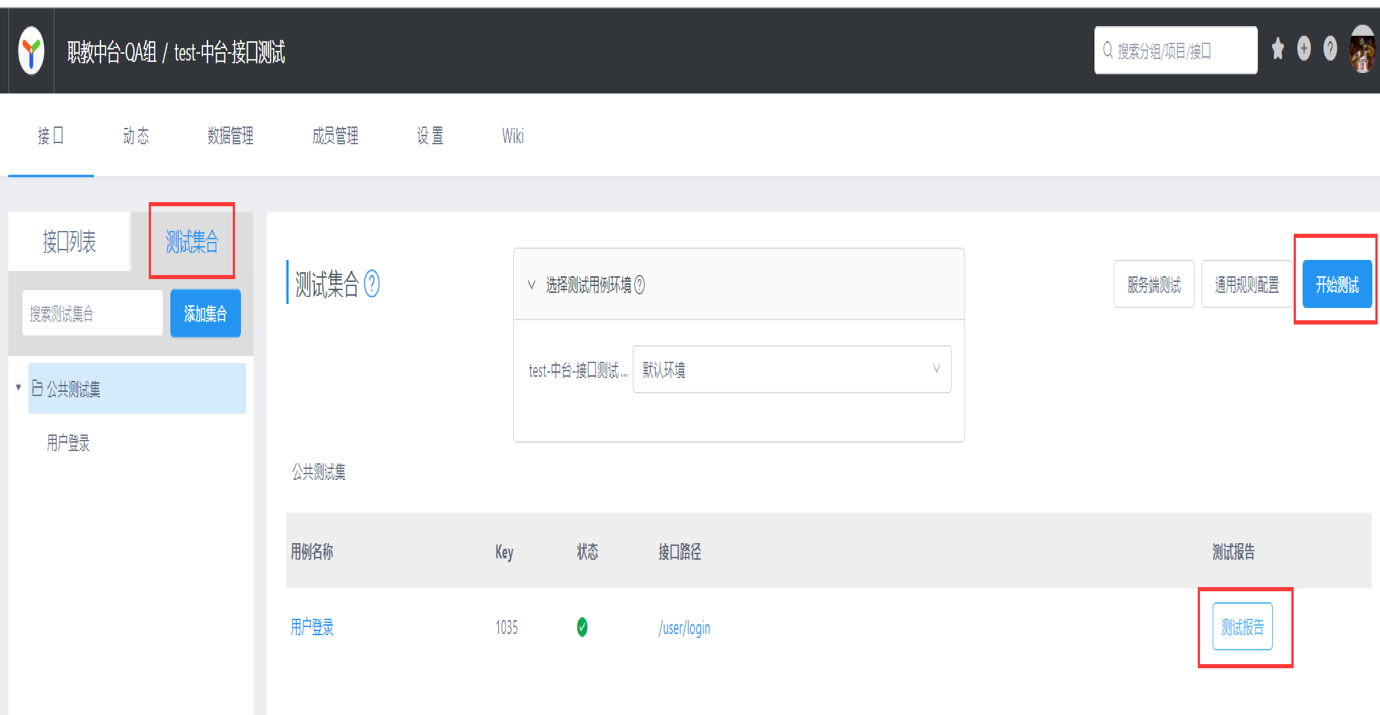 职教中台-QA组 / test-中台-接口测试
搜索分组/项目/接口
接口 动态 数据管理 成员管理 设置 Wiki
接口列表 测试集合
搜索测试集合 添加集合
公共测试集
用户登录
测试集合
选择测试用例环境
服务端测试 通用规则配置 开始测试
test-中台-接口测试... 默认环境
公共测试集
用例名称 Key 状态 接口路径 测试报告
用户登录 1035 /user/login 测试报告